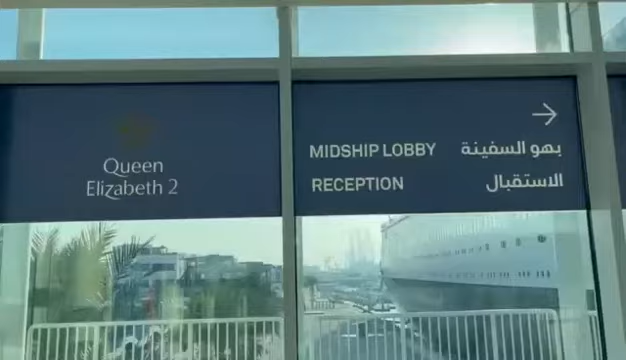 Queen
Elizabeth 2
→
MIDSHIP LOBBY بهو السفينة
RECEPTION الاستقبال